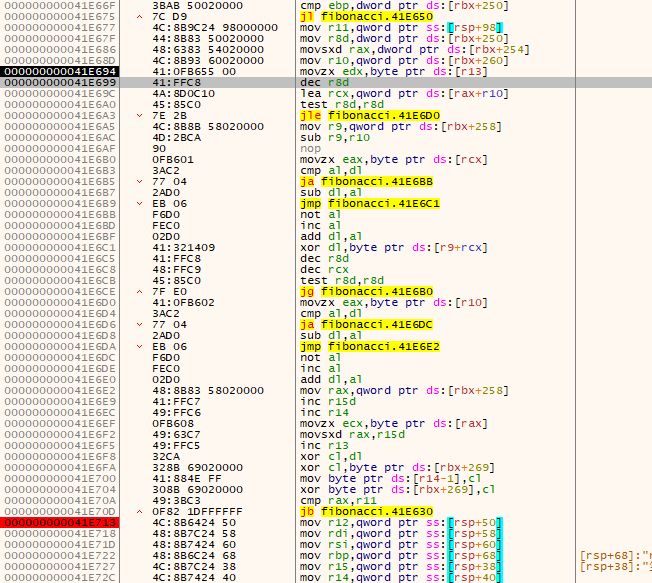 000000000041E66F 3BAB 50020000 cmp ebp,dword ptr ds:[rbx+250]
000000000041E675 7C D9 jl fibonacci.41E650
000000000041E677 4C:8B9C24 98000000 mov r11,qword ptr ss:[rsp+98]
000000000041E67F 44:8B83 50020000 mov r8d,dword ptr ds:[rbx+250]
000000000041E686 48:6383 54020000 movsxd rax,dword ptr ds:[rbx+254]
000000000041E68D 4C:8B93 60020000 mov r10,qword ptr ds:[rbx+260]
000000000041E694 41:0FB655 00 movzx edx,byte ptr ds:[r13]
000000000041E699 41:FFC8 dec r8d
000000000041E69C 4A:8D0C10 lea rcx,qword ptr ds:[rax+r10]
000000000041E6A0 45:85C0 test r8d,r8d
000000000041E6A3 7E 2B jle fibonacci.41E6D0
000000000041E6A5 4C:8B8B 58020000 mov r9,qword ptr ds:[rbx+258]
000000000041E6AC 4D:2BCA sub r9,r10
000000000041E6AF 90 nop
000000000041E6B0 0FB601 movzx eax,byte ptr ds:[rcx]
000000000041E6B3 3AC2 cmp al,dl
000000000041E6B5 77 04 ja fibonacci.41E6BB
000000000041E6B7 2AD0 sub dl,al
000000000041E6B9 EB 06 jmp fibonacci.41E6C1
000000000041E6BB F6D0 not al
000000000041E6BD FEC0 inc al
000000000041E6BF 02D0 add dl,al
000000000041E6C1 41:321409 xor dl,byte ptr ds:[r9+rcx]
000000000041E6C5 41:FFC8 dec r8d
000000000041E6C8 48:FFC9 dec rcx
000000000041E6CB 45:85C0 test r8d,r8d
000000000041E6CE 7F E0 jg fibonacci.41E6B0
000000000041E6D0 41:0FB602 movzx eax,byte ptr ds:[r10]
000000000041E6D4 3AC2 cmp al,dl
000000000041E6D6 77 04 ja fibonacci.41E6DC
000000000041E6D8 2AD0 sub dl,al
000000000041E6DA EB 06 jmp fibonacci.41E6E2
000000000041E6DC F6D0 not al
000000000041E6DE FEC0 inc al
000000000041E6E0 02D0 add dl,al
000000000041E6E2 48:8B83 58020000 mov rax,qword ptr ds:[rbx+258]
000000000041E6E9 41:FFC7 inc r15d
000000000041E6EC 49:FFC6 inc r14
000000000041E6EF 0FB608 movzx ecx,byte ptr ds:[rax]
000000000041E6F2 49:63C7 movsxd rax,r15d
000000000041E6F5 49:FFC5 inc r13
000000000041E6F8 32CA xor cl,dl
000000000041E6FA 328B 69020000 xor cl,byte ptr ds:[rbx+269]
000000000041E700 41:884E FF mov byte ptr ds:[r14-1],cl
000000000041E704 308B 69020000 xor byte ptr ds:[rbx+269],cl
000000000041E70A 49:3BC3 cmp rax,r11
000000000041E70D 0F82 1DFFFFFF jb fibonacci.41E630
000000000041E713 4C:8B6424 50 mov r12,qword ptr ss:[rsp+50]
000000000041E718 48:8B7C24 58 mov rdi,qword ptr ss:[rsp+58]
000000000041E71D 48:8B7424 60 mov rsi,qword ptr ss:[rsp+60]
000000000041E722 48:8B6C24 68 mov rbp,qword ptr ss:[rsp+68] [rsp+68]:"
000000000041E727 4C:8B7C24 38 mov r15,qword ptr ss:[rsp+38] [rsp+38]:"
000000000041E72C 4C:8B7424 40 mov r14,qword ptr ss:[rsp+40]